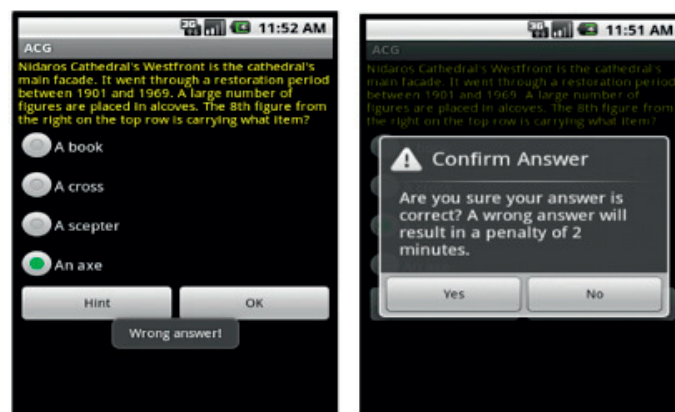 3G 11:52 AM
ACG
Nidaros Cathedral's Westfront is the cathedral's
main facade. It went through a restoration period
between 1901 and 1969. A large number of
figures are placed in alcoves. The 8th figure from
the right on the top row is carrying what item?
A book
A cross
A scepter
An axe
Hint OK
Wrong answer!
3G 11:51 AM
ACG
Nidaros Cathedral's Westfront is the cathedral's
main facade. It went through a restoration period
between 1901 and 1969. A large number of
figures are placed in alcoves. The 8th figure from
the right on the top row is carrying what item?
Confirm Answer
Are you sure your answer is
correct? A wrong answer will
result in a penalty of 2
minutes.
Yes No